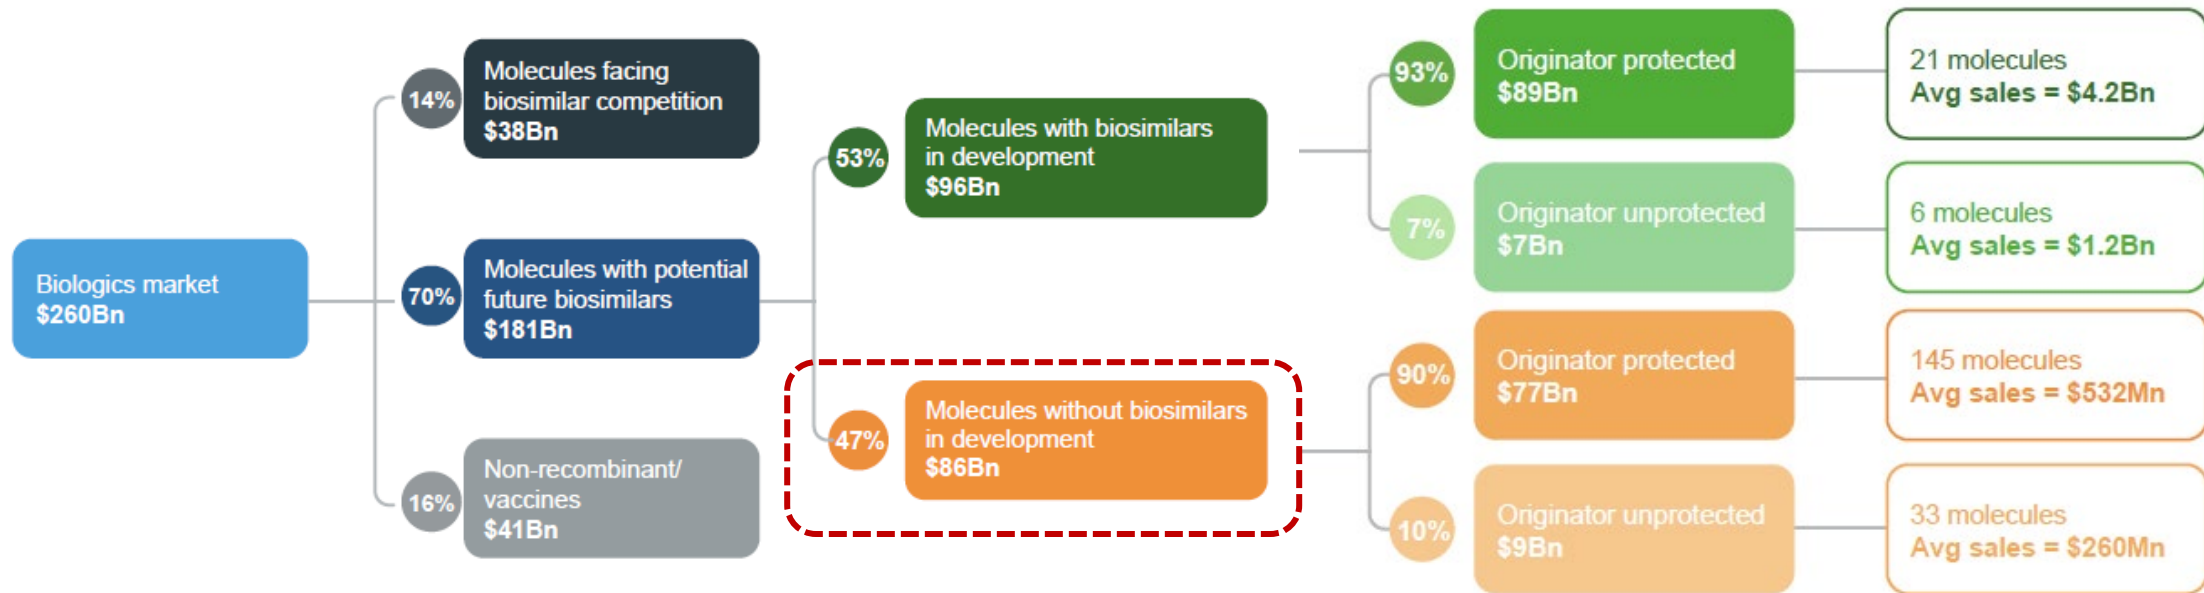 Biologics market
$260Bn
14%
Molecules facing
biosimilar competition
$38Bn
70%
Molecules with potential
future biosimilars
$181Bn
16%
Non-recombinant/
vaccines
$41Bn
53%
Molecules with biosimilars
in development
$96Bn
47%
Molecules without biosimilars
in development
$86Bn
93%
Originator protected
$89Bn
21 molecules
Avg sales = $4.2Bn
7%
Originator unprotected
$7Bn
6 molecules
Avg sales = $1.2Bn
90%
Originator protected
$77Bn
145 molecules
Avg sales = $532Mn
10%
Originator unprotected
$9Bn
33 molecules
Avg sales = $260Mn